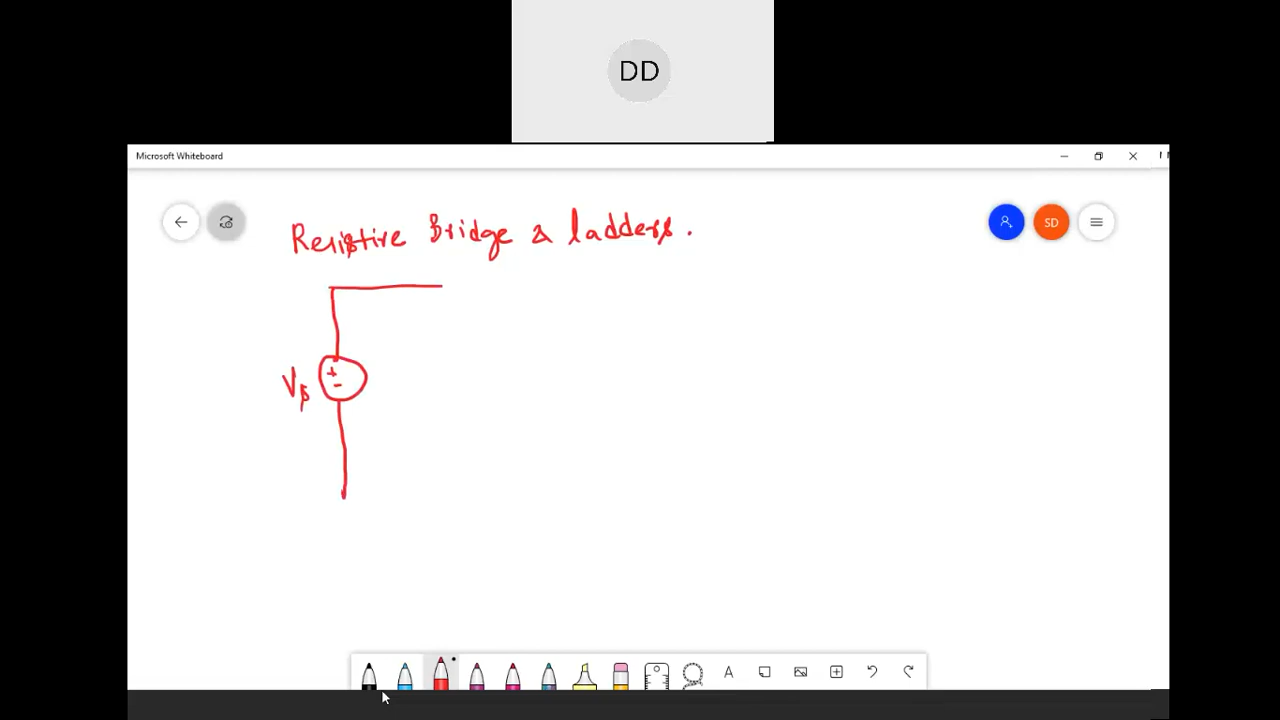 DD
Microsoft Whiteboard
Resistive Bridge & ladders.
SD
+
Vs
-
A